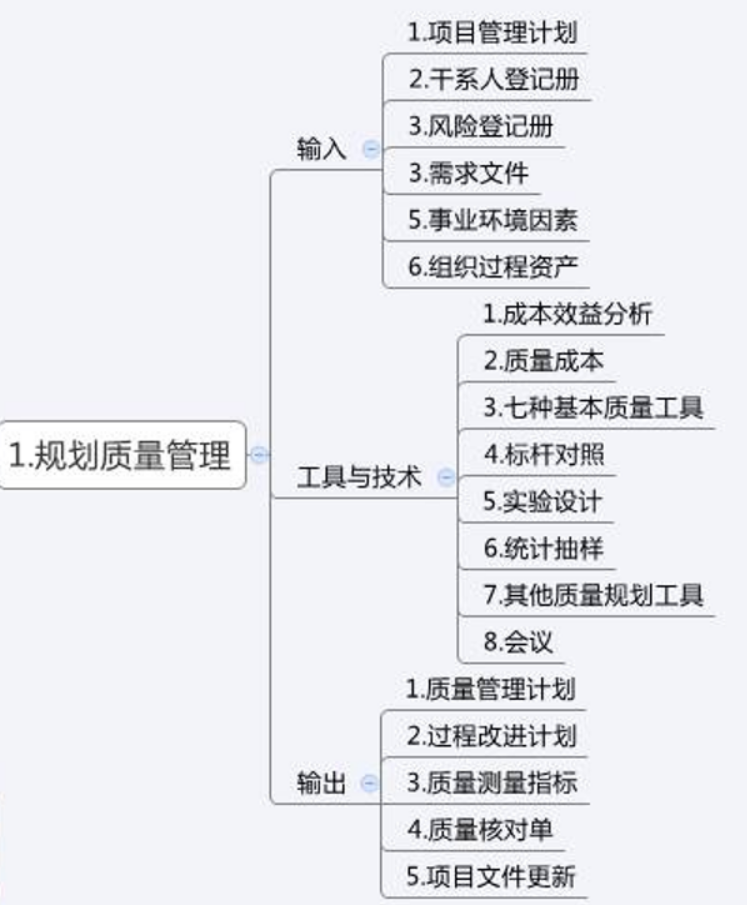 1.规划质量管理
输入
1.项目管理计划
2.干系人登记册
3.风险登记册
3.需求文件
5.事业环境因素
6.组织过程资产
工具与技术
1.成本效益分析
2.质量成本
3.七种基本质量工具
4.标杆对照
5.实验设计
6.统计抽样
7.其他质量规划工具
8.会议
输出
1.质量管理计划
2.过程改进计划
3.质量测量指标
4.质量核对单
5.项目文件更新